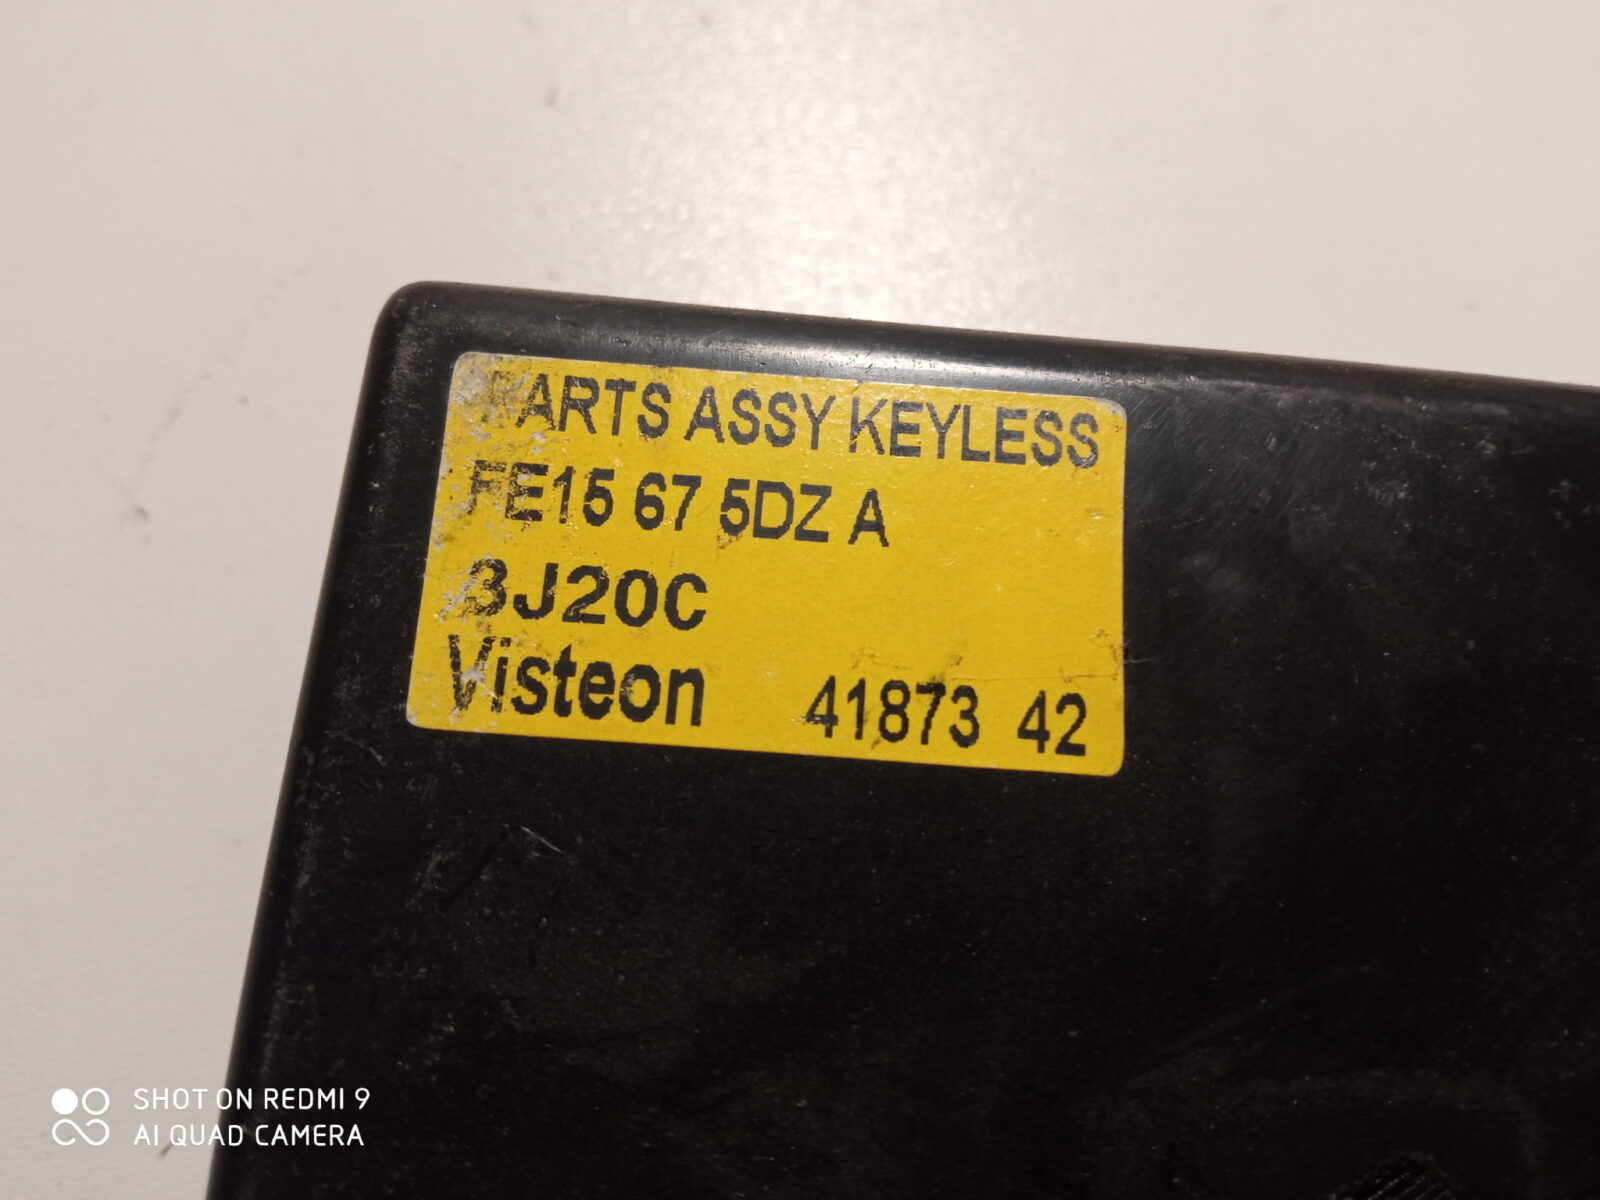 PARTS ASSY KEYLESS
FE15 67 5DZ A
3J20C
Visteon 41873 42
SHOT ON REDMI 9
AI QUAD CAMERA